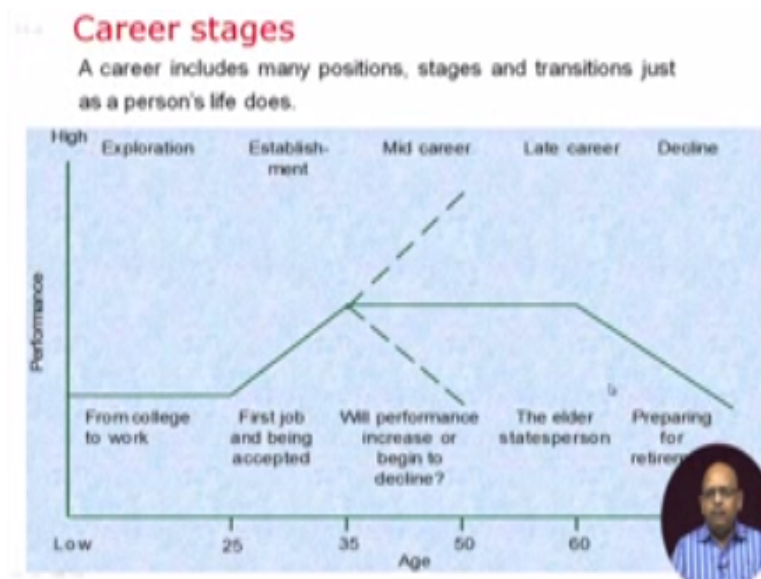 Career stages
A career includes many positions, stages and transitions just
as a person's life does.
High
Exploration
Establish-
ment
Mid career
Late career
Decline
Performance
From college
to work
First job
and being
accepted
Will performance
increase or
begin to
decline?
The elder
statesperson
Preparing
for
Low
25
35
50
60
Age